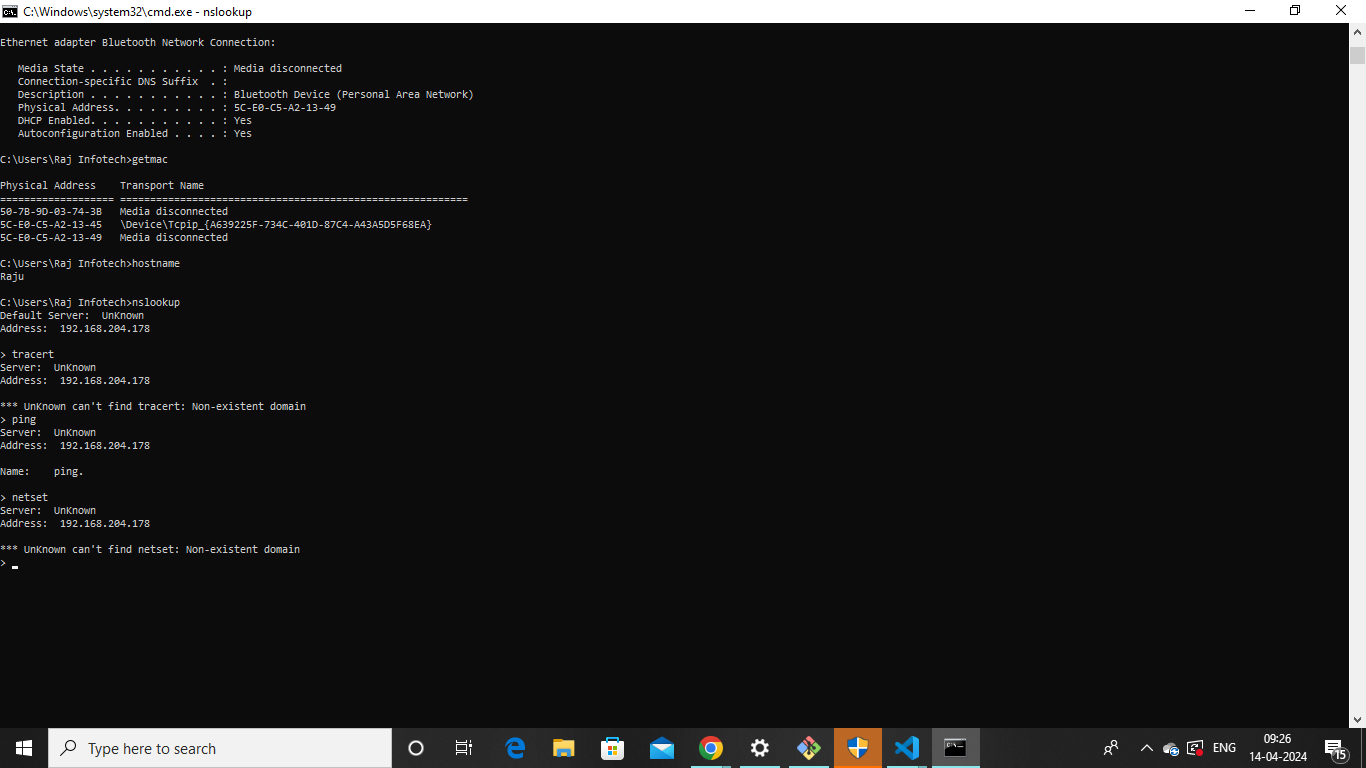 C:\Windows\system32\cmd.exe - nslookup
Ethernet adapter Bluetooth Network Connection:
   Media State . . . . . . . . . . . : Media disconnected
   Connection-specific DNS Suffix  . :
   Description . . . . . . . . . . . : Bluetooth Device (Personal Area Network)
   Physical Address. . . . . . . . . : 5C-E0-C5-A2-13-49
   DHCP Enabled. . . . . . . . . . . : Yes
   Autoconfiguration Enabled . . . . : Yes
C:\Users\Raj Infotech>getmac
Physical Address    Transport Name
=================== ==========================================================
50-7B-9D-03-74-3B   Media disconnected
5C-E0-C5-A2-13-45   \Device\Tcpip_{A639225F-734C-401D-87C4-A43A5D5F68EA}
5C-E0-C5-A2-13-49   Media disconnected
C:\Users\Raj Infotech>hostname
Raju
C:\Users\Raj Infotech>nslookup
Default Server:  UnKnown
Address:  192.168.204.178
> tracert
Server:  UnKnown
Address:  192.168.204.178
*** UnKnown can't find tracert: Non-existent domain
> ping
Server:  UnKnown
Address:  192.168.204.178
Name:    ping.
> netset
Server:  UnKnown
Address:  192.168.204.178
*** UnKnown can't find netset: Non-existent domain
>
Type here to search
ENG
09:26
14-04-2024
15